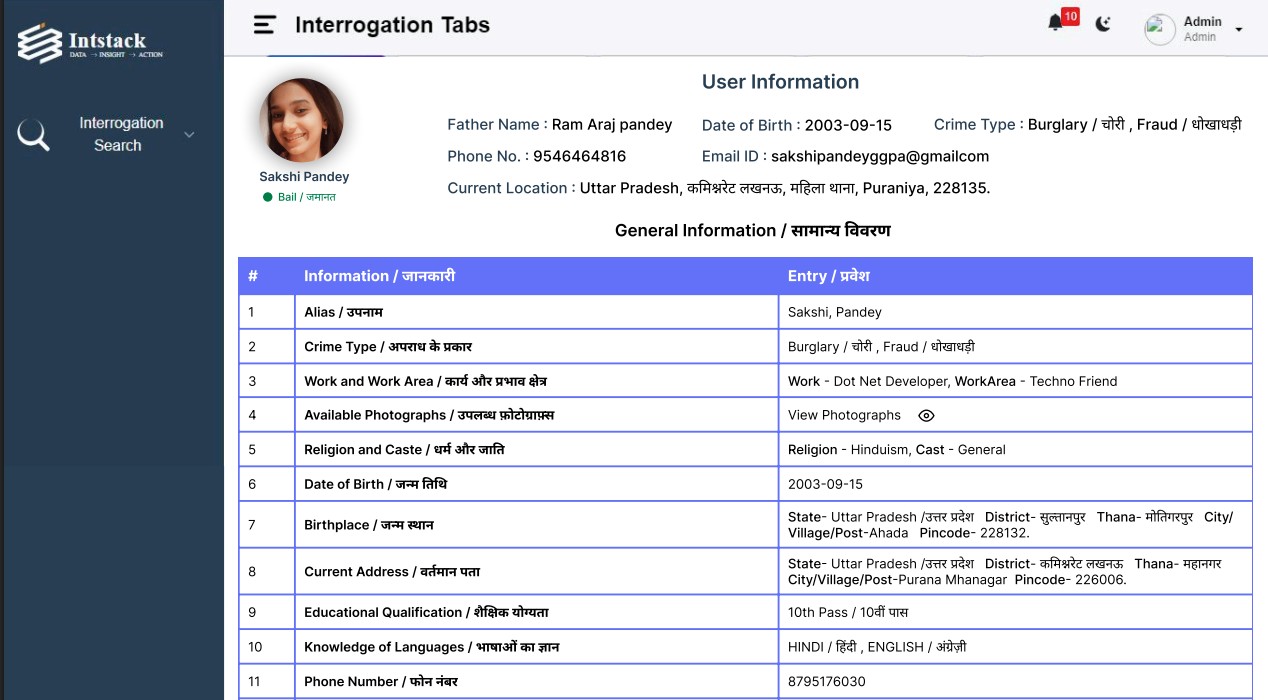 Intstack
DATA → INSIGHT → ACTION
Interrogation Search
Interrogation Tabs
10
Admin
Admin
Sakshi Pandey
Bail / जमानत
User Information
Father Name : Ram Araj pandey Date of Birth : 2003-09-15 Crime Type : Burglary / चोरी , Fraud / धोखाधड़ी
Phone No. : 9546464816 Email ID : sakshipandeyggpa@gmailcom
Current Location : Uttar Pradesh, कमिश्नरेट लखनऊ, महिला थाना, Puraniya, 228135.
General Information / सामान्य विवरण
# Information / जानकारी Entry / प्रवेश
1 Alias / उपनाम Sakshi, Pandey
2 Crime Type / अपराध के प्रकार Burglary / चोरी , Fraud / धोखाधड़ी
3 Work and Work Area / कार्य और प्रभाव क्षेत्र Work - Dot Net Developer, WorkArea - Techno Friend
4 Available Photographs / उपलब्ध फ़ोटोग्राफ़्स View Photographs
5 Religion and Caste / धर्म और जाति Religion - Hinduism, Cast - General
6 Date of Birth / जन्म तिथि 2003-09-15
7 Birthplace / जन्म स्थान State- Uttar Pradesh /उत्तर प्रदेश District- सुल्तानपुर Thana- मोतिगरपुर City/
Village/Post-Ahada Pincode- 228132.
8 Current Address / वर्तमान पता State- Uttar Pradesh /उत्तर प्रदेश District- कमिश्नरेट लखनऊ Thana- महानगर
City/Village/Post-Purana Mhanagar Pincode- 226006.
9 Educational Qualification / शैक्षिक योग्यता 10th Pass / 10वीं पास
10 Knowledge of Languages / भाषाओं का ज्ञान HINDI / हिंदी , ENGLISH / अंग्रेज़ी
11 Phone Number / फोन नंबर 8795176030